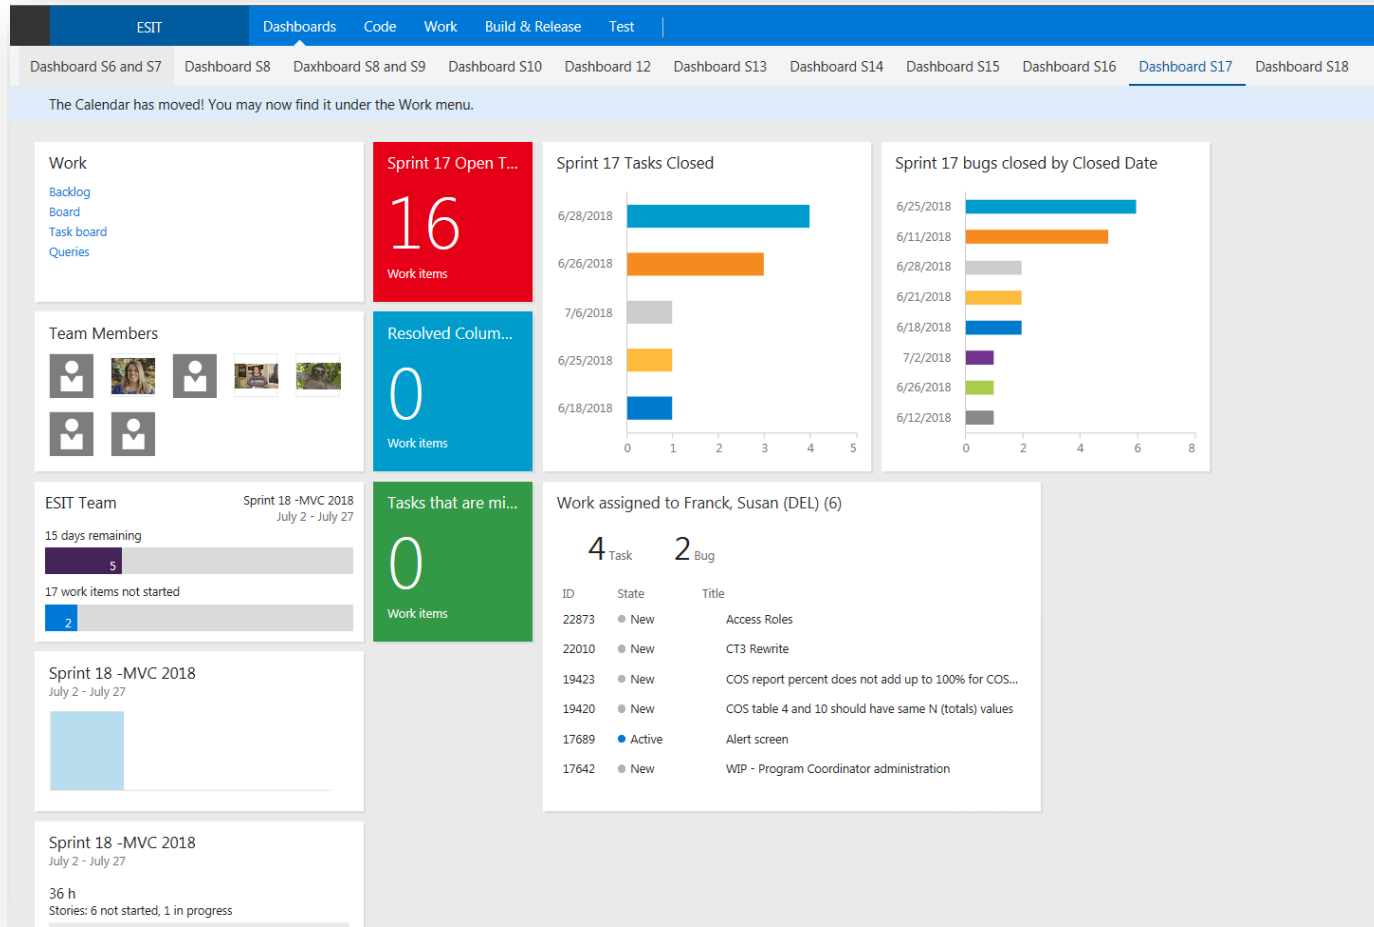 ESIT Dashboards Code Work Build & Release Test
Dashboard S6 and S7 Dashboard S8 Daxhboard S8 and S9 Dashboard S10 Dashboard 12 Dashboard S13 Dashboard S14 Dashboard S15 Dashboard S16 Dashboard S17 Dashboard S18
The Calendar has moved! You may now find it under the Work menu.
Work
Backlog
Board
Task board
Queries
Sprint 17 Open T...
16
Work items
Sprint 17 Tasks Closed
6/28/2018
6/26/2018
7/6/2018
6/25/2018
6/18/2018
0 1 2 3 4 5
Sprint 17 bugs closed by Closed Date
6/25/2018
6/11/2018
6/28/2018
6/21/2018
6/18/2018
7/2/2018
6/26/2018
6/12/2018
0 2 4 6 8
Team Members
Resolved Colum...
0
Work items
ESIT Team
Sprint 18 -MVC 2018
July 2 - July 27
15 days remaining
5
17 work items not started
2
Tasks that are mi...
0
Work items
Work assigned to Franck, Susan (DEL) (6)
4 Task 2 Bug
ID State Title
22873 New Access Roles
22010 New CT3 Rewrite
19423 New COS report percent does not add up to 100% for COS...
19420 New COS table 4 and 10 should have same N (totals) values
17689 Active Alert screen
17642 New WIP - Program Coordinator administration
Sprint 18 -MVC 2018
July 2 - July 27
Sprint 18 -MVC 2018
July 2 - July 27
36 h
Stories: 6 not started, 1 in progress